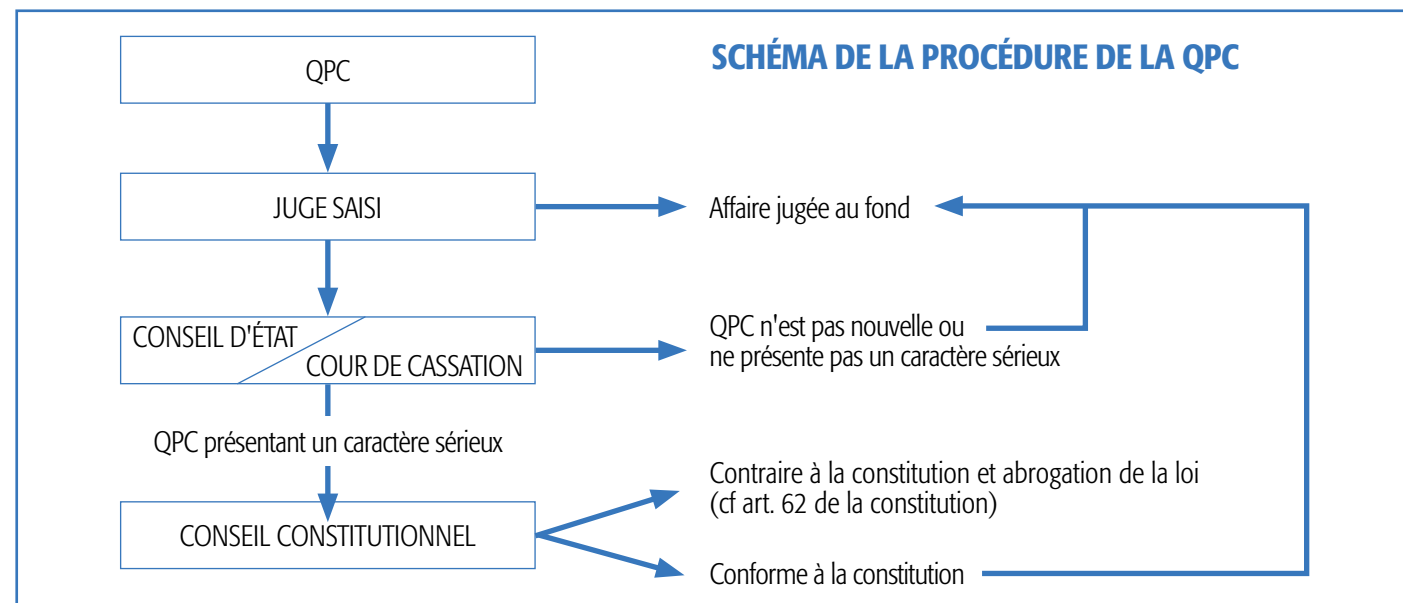 SCHÉMA DE LA PROCÉDURE DE LA QPC
QPC
JUGE SAISI
Affaire jugée au fond
CONSEIL D'ÉTAT
COUR DE CASSATION
QPC n'est pas nouvelle ou
ne présente pas un caractère sérieux
QPC présentant un caractère sérieux
CONSEIL CONSTITUTIONNEL
Contraire à la constitution et abrogation de la loi
(cf art. 62 de la constitution)
Conforme à la constitution